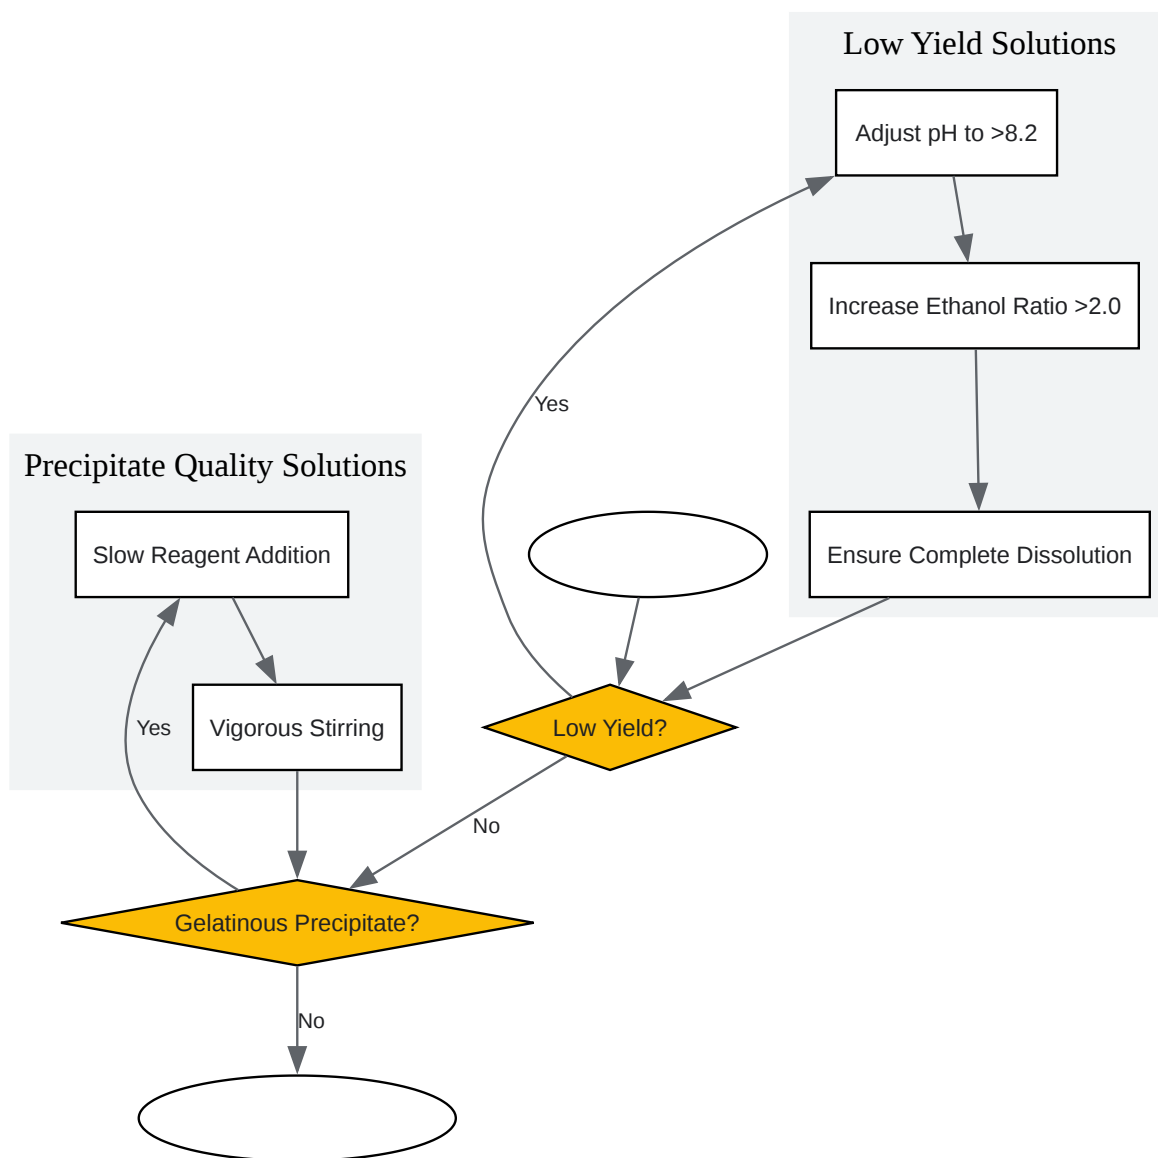 Low Yield Solutions
Adjust pH to >8.2
Increase Ethanol Ratio >2.0
Yes
Precipitate Quality Solutions
Slow Reagent Addition
Ensure Complete Dissolution
Yes
Vigorous Stirring
Low Yield?
No
Gelatinous Precipitate?
No